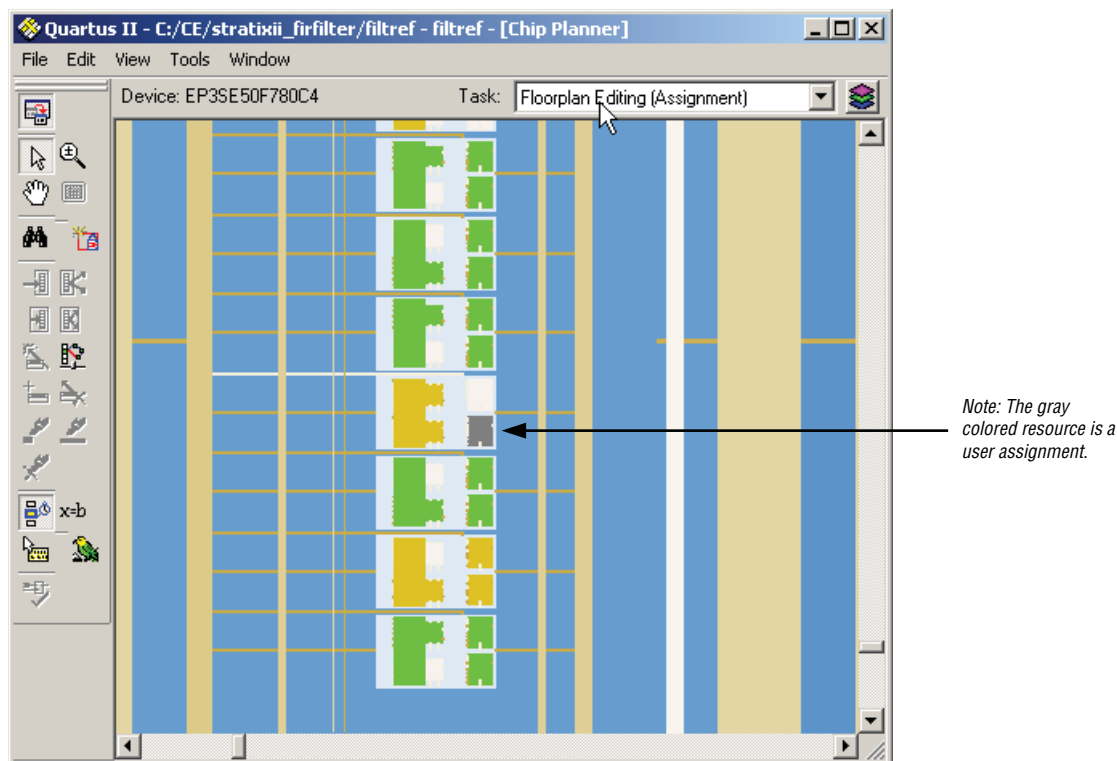 Quartus II - C:/CE/stratixii_firfilter/filtref - filtref - [Chip Planner]
File Edit View Tools Window
Device: EP3SE50F780C4 Task: Floorplan Editing (Assignment)
x=b
Note: The gray
colored resource is a
user assignment.